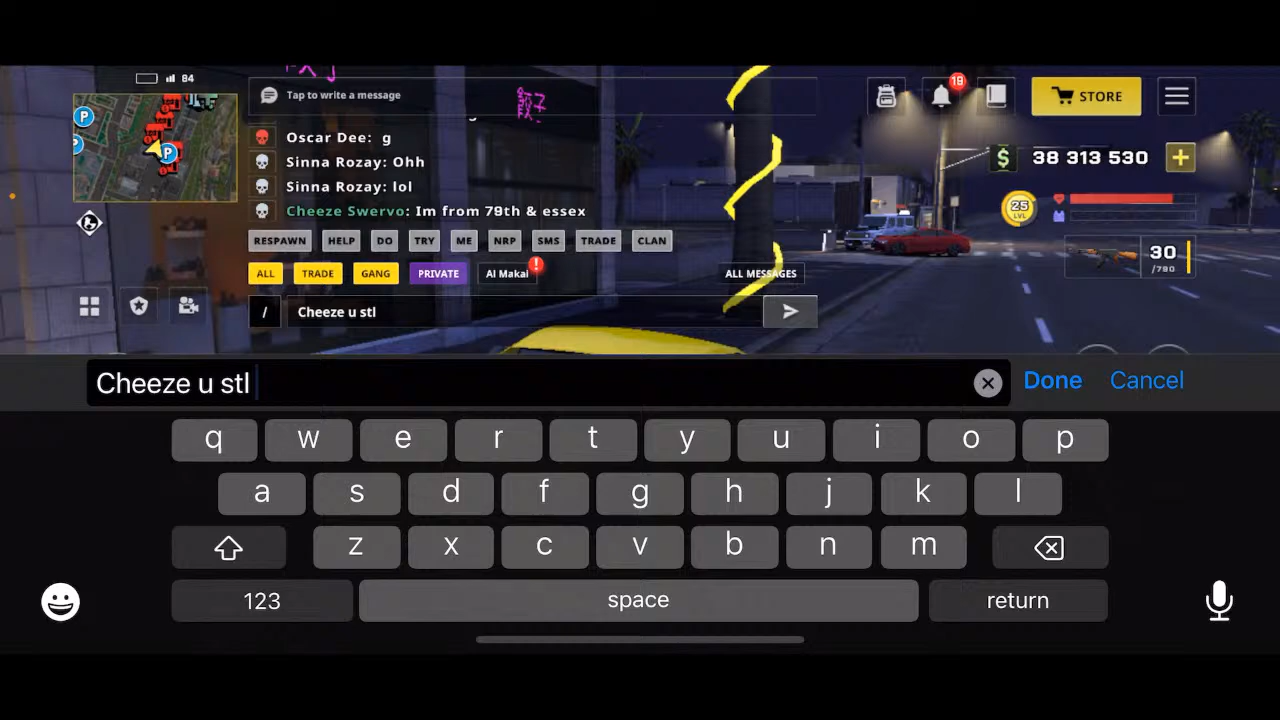 84
Tap to write a message
19
STORE
Oscar Dee: g
Sinna Rozay: Ohh
Sinna Rozay: lol
Cheeze Swervo: Im from 79th & essex
$ 38 313 530 +
25
LVL
30
/790
RESPAWN HELP DO TRY ME NRP SMS TRADE CLAN
ALL TRADE GANG PRIVATE Al Makai ! ALL MESSAGES
/ Cheeze u stl
P
P
Cheeze u stl
Done Cancel
q w e r t y u i o p
a s d f g h j k l
z x c v b n m
123 space return